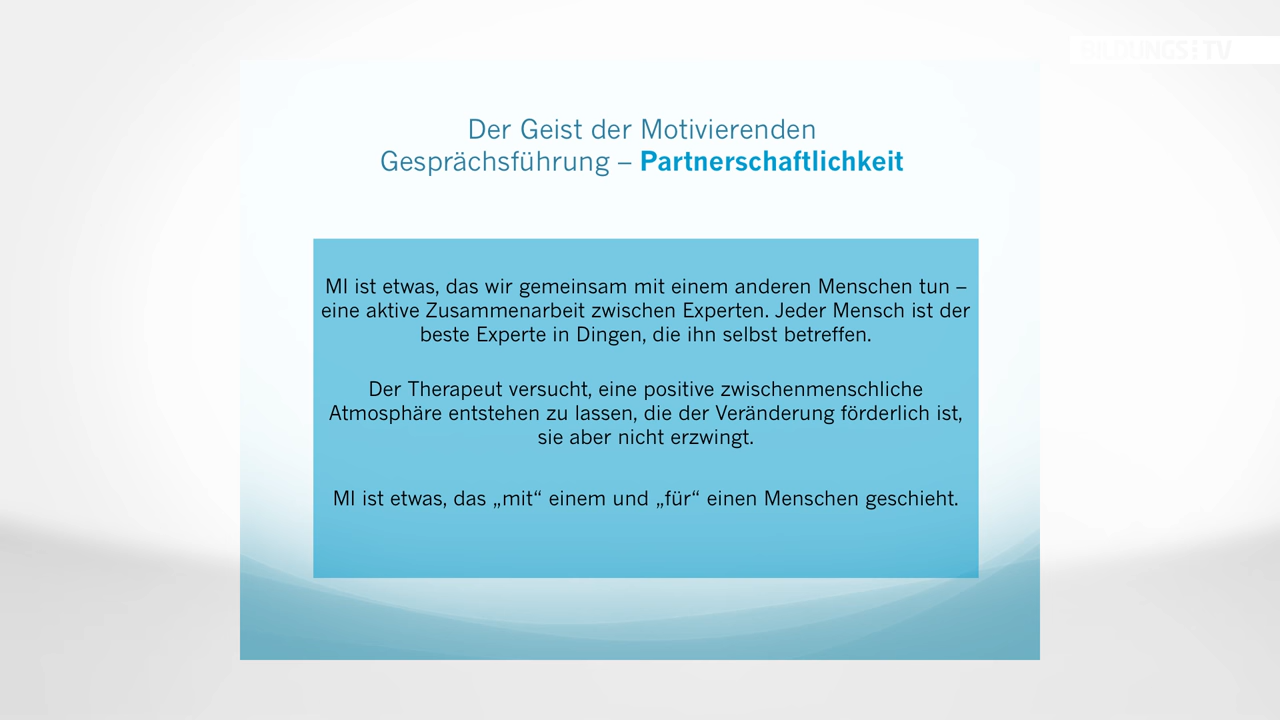 BILDUNGS TV
Der Geist der Motivierenden
Gesprächsführung – Partnerschaftlichkeit
MI ist etwas, das wir gemeinsam mit einem anderen Menschen tun –
eine aktive Zusammenarbeit zwischen Experten. Jeder Mensch ist der
beste Experte in Dingen, die ihn selbst betreffen.
Der Therapeut versucht, eine positive zwischenmenschliche
Atmosphäre entstehen zu lassen, die der Veränderung förderlich ist,
sie aber nicht erzwingt.
MI ist etwas, das „mit“ einem und „für“ einen Menschen geschieht.